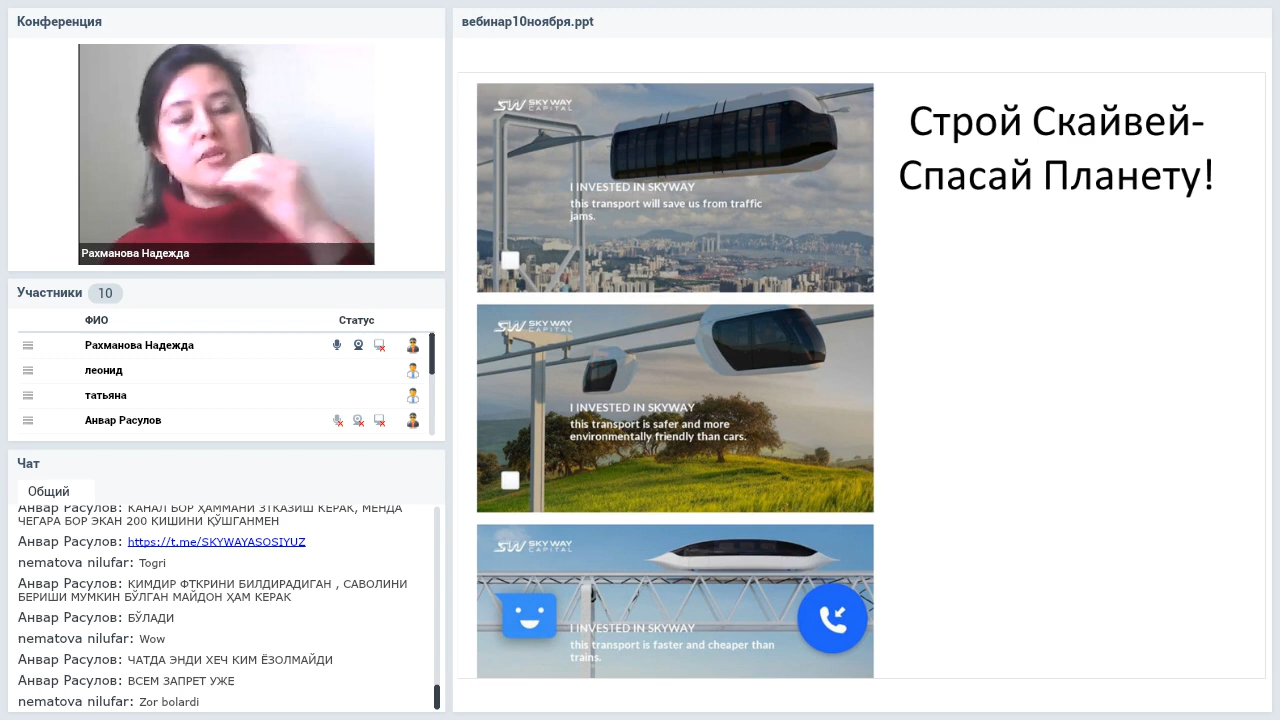 Конференция
Рахманова Надежда
Участники 10
ФИО Статус
Рахманова Надежда
леонид
татьяна
Анвар Расулов
Чат
Общий
Анвар Расулов: КАНАЛ БОР ҲАММАНИ ЎТКАЗИШ КЕРАК, МЕНДА
ЧЕГАРА БОР ЭКАН 200 КИШИНИ ҚЎШГАНМЕН
Анвар Расулов: https://t.me/SKYWAYASOSIYUZ
nematova nilufar: Togri
Анвар Расулов: КИМДИР ФТКРИНИ БИЛДИРАДИГАН , САВОЛИНИ
БЕРИШИ МУМКИН БЎЛГАН МАЙДОН ҲАМ КЕРАК
Анвар Расулов: БЎЛАДИ
nematova nilufar: Wow
Анвар Расулов: ЧАТДА ЭНДИ ХЕЧ КИМ ЁЗОЛМАЙДИ
Анвар Расулов: ВСЕМ ЗАПРЕТ УЖЕ
nematova nilufar: Zor bolardi
вебинар10ноября.ppt
SW SKY WAY
CAPITAL
I INVESTED IN SKYWAY
this transport will save us from traffic
jams.
SW SKY WAY
CAPITAL
I INVESTED IN SKYWAY
this transport is safer and more
environmentally friendly than cars.
SW SKY WAY
CAPITAL
I INVESTED IN SKYWAY
this transport is faster and cheaper than
trains.
Строй Скайвей-
Спасай Планету!